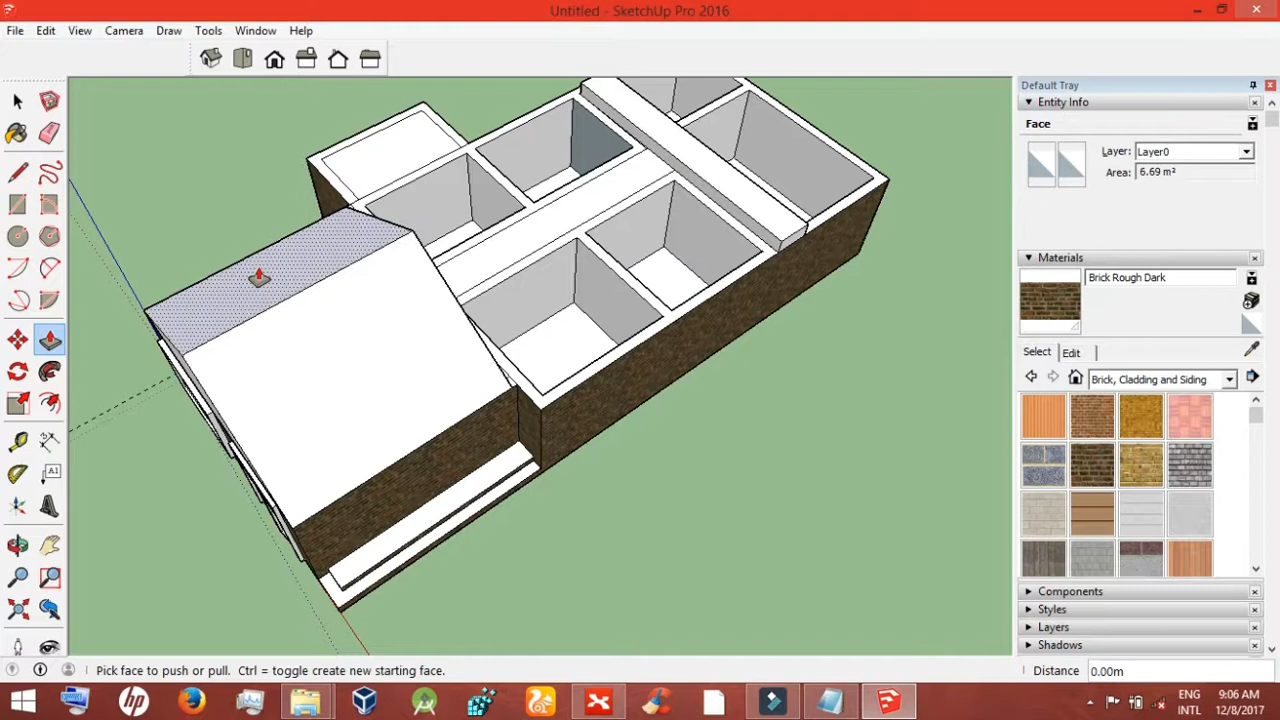 Untitled - SketchUp Pro 2016
File Edit View Camera Draw Tools Window Help
Default Tray
Entity Info
Face
Layer: Layer0
Area: 6.69 m²
Materials
Brick Rough Dark
Select Edit
Brick, Cladding and Siding
A1
Components
Styles
Layers
Shadows
Pick face to push or pull. Ctrl = toggle create new starting face.
Distance 0.00m
ENG
INTL
9:06 AM
12/8/2017